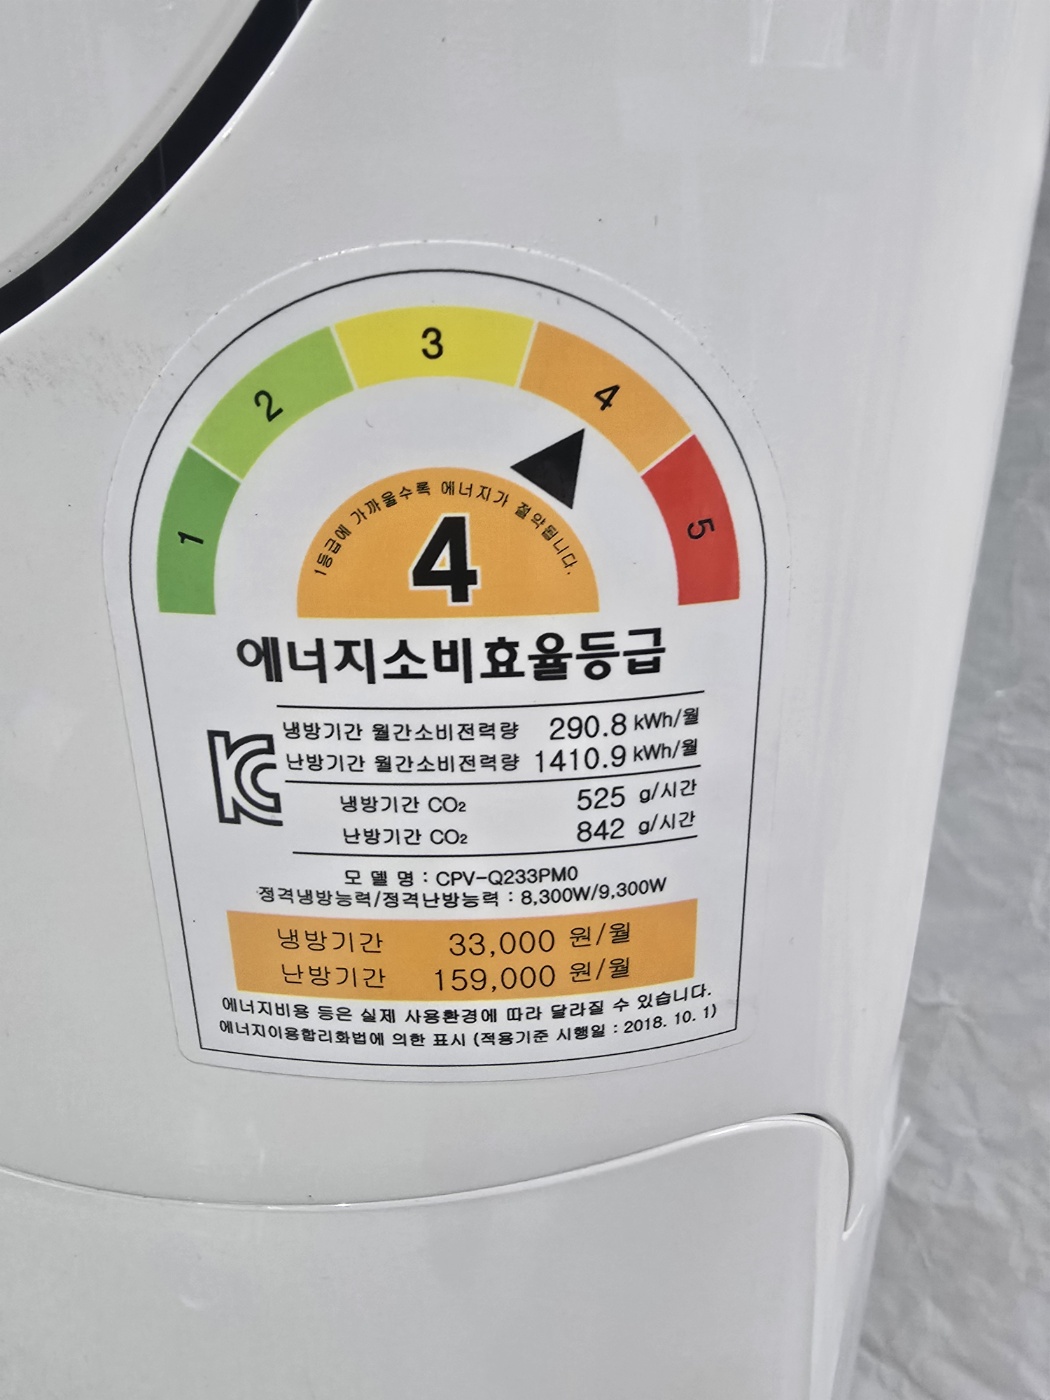 1
2
3
4
5
1등급에 가까울수록 에너지가 절약됩니다.
4
에너지소비효율등급
냉방기간 월간소비전력량 290.8 kWh/월
난방기간 월간소비전력량 1410.9 kWh/월
냉방기간 CO₂ 525 g/시간
난방기간 CO₂ 842 g/시간
모 델 명 : CPV-Q233PM0
정격냉방능력/정격난방능력 : 8,300W/9,300W
냉방기간 33,000 원/월
난방기간 159,000 원/월
에너지비용 등은 실제 사용환경에 따라 달라질 수 있습니다.
에너지이용합리화법에 의한 표시 (적용기준 시행일 : 2018. 10. 1)